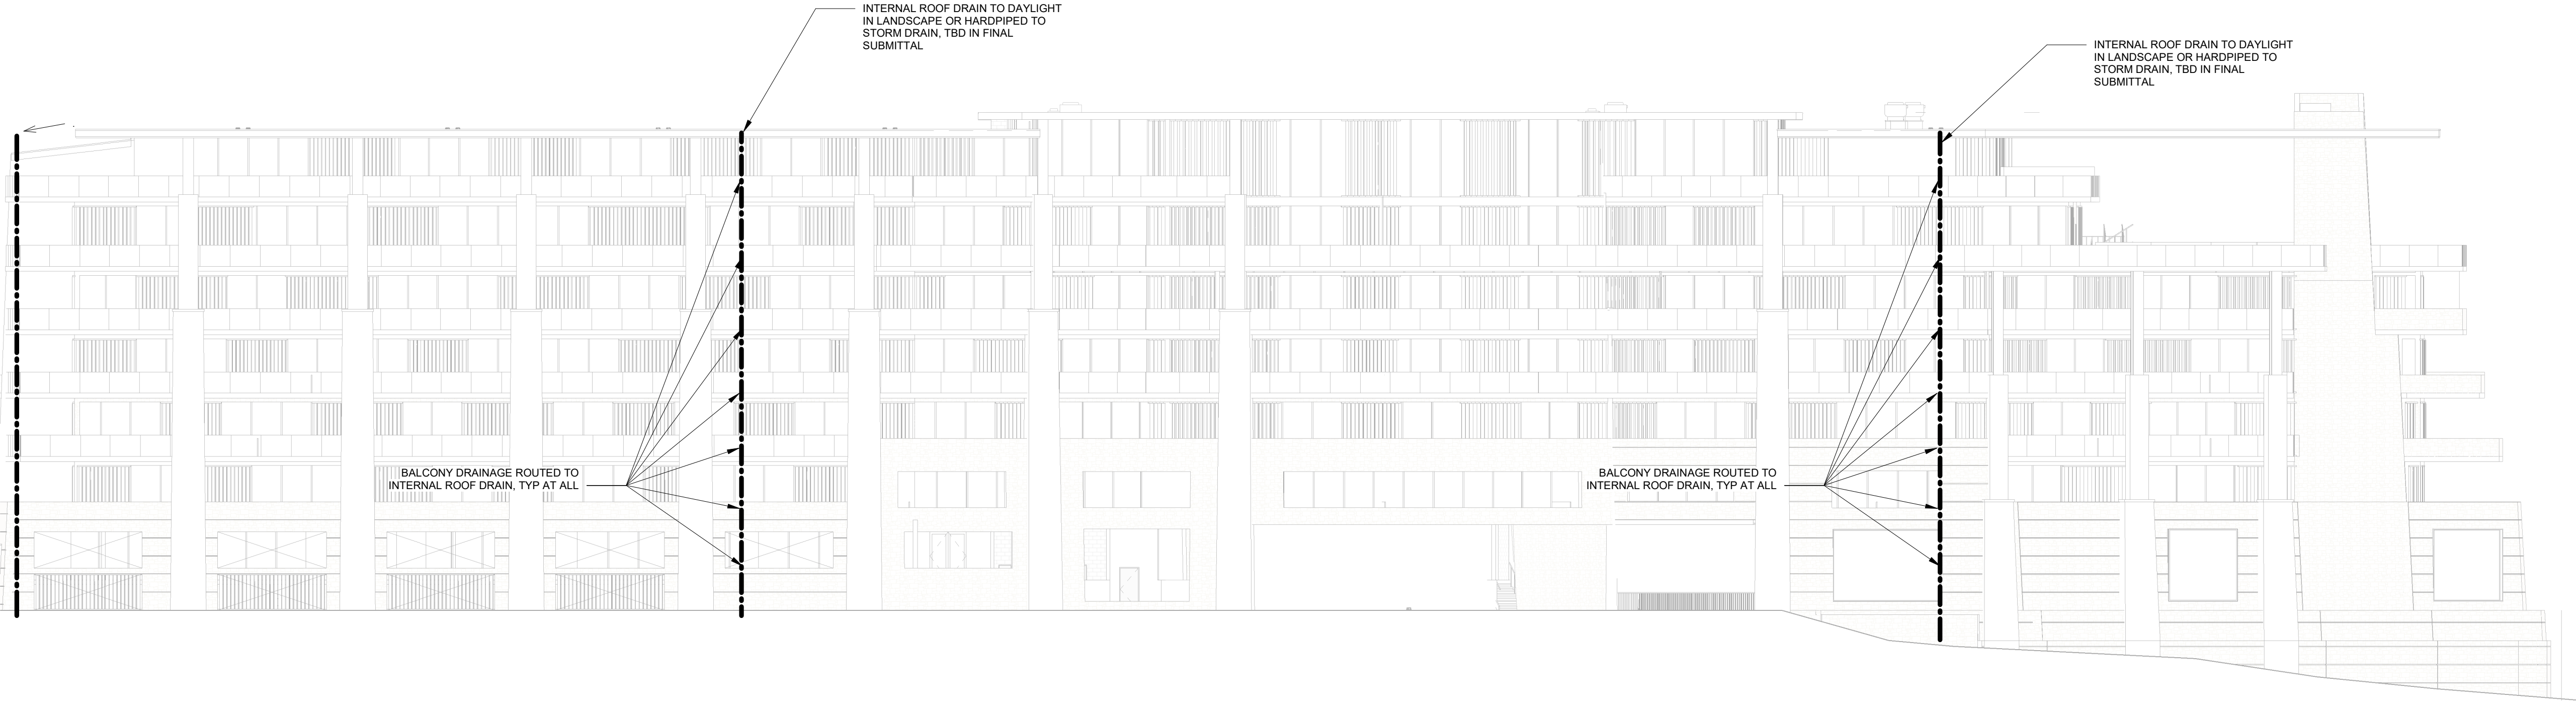 INTERNAL ROOF DRAIN TO DAYLIGHT
IN LANDSCAPE OR HARDPIPED TO
STORM DRAIN, TBD IN FINAL
SUBMITTAL
INTERNAL ROOF DRAIN TO DAYLIGHT
IN LANDSCAPE OR HARDPIPED TO
STORM DRAIN, TBD IN FINAL
SUBMITTAL
BALCONY DRAINAGE ROUTED TO
INTERNAL ROOF DRAIN, TYP AT ALL
BALCONY DRAINAGE ROUTED TO
INTERNAL ROOF DRAIN, TYP AT ALL